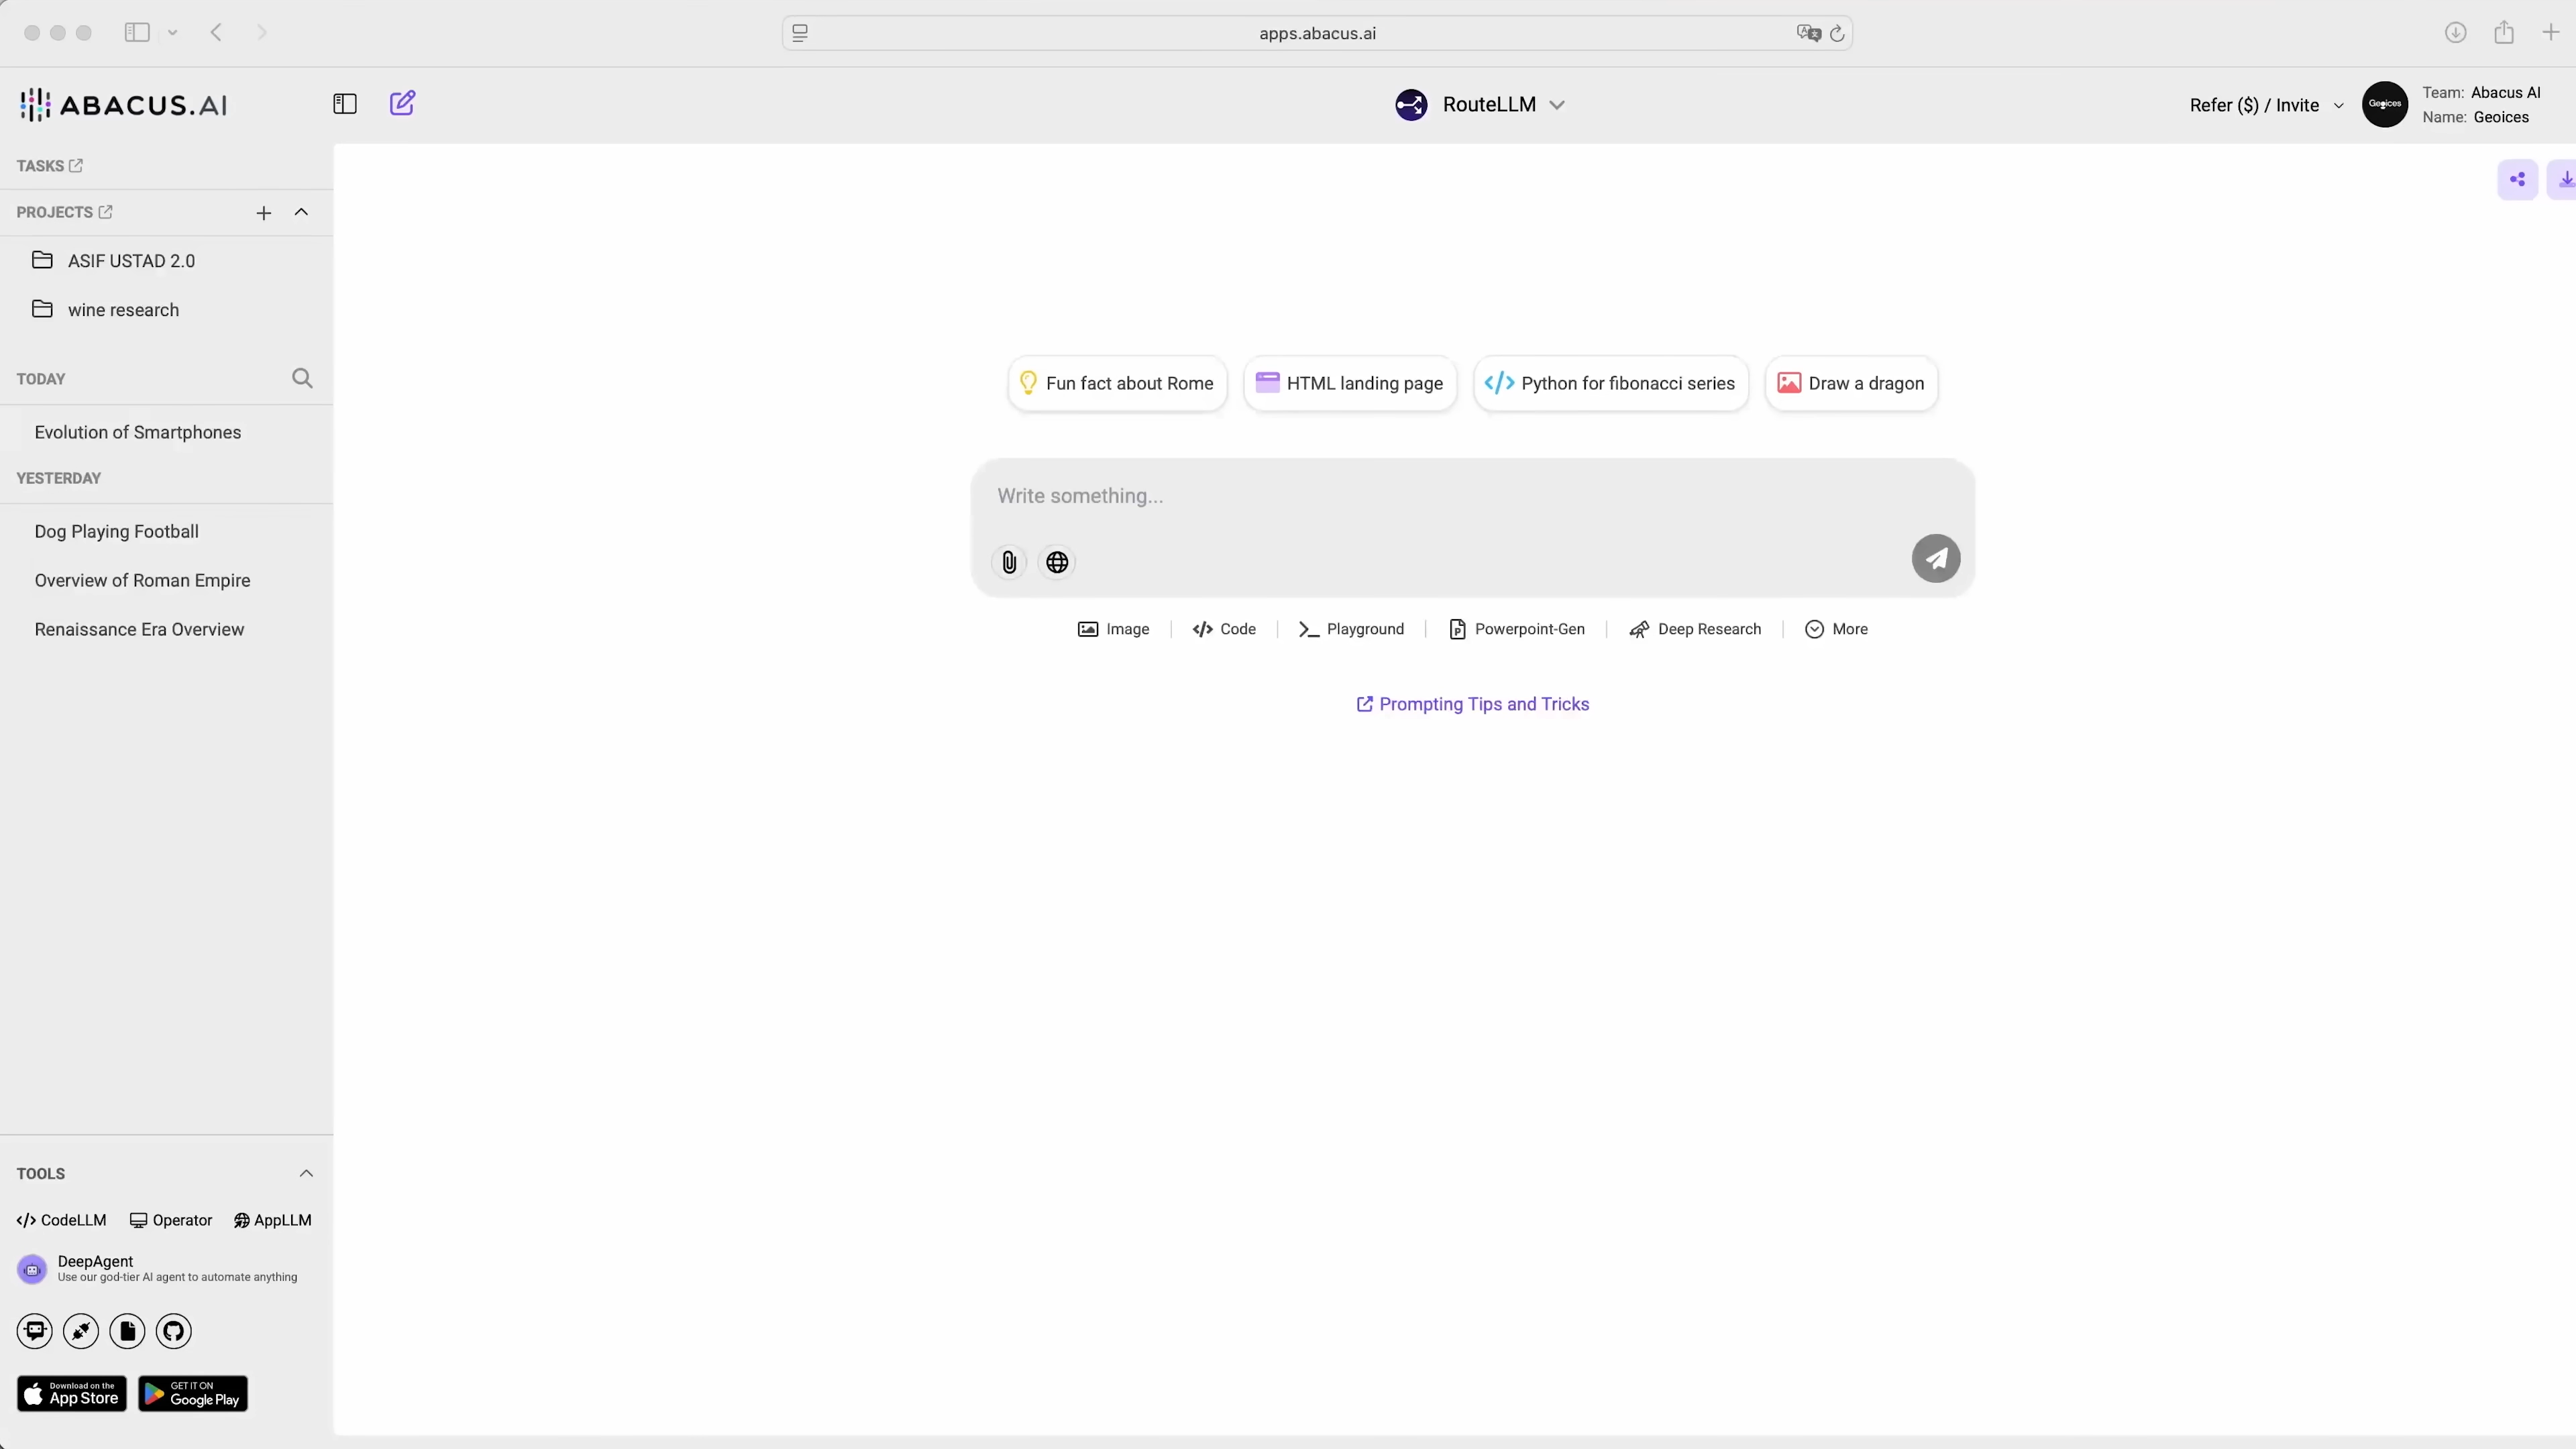 apps.abacus.ai
ABACUS.AI
RouteLLM
Refer ($) / Invite
Geoices
Team: Abacus AI
Name: Geoices
TASKS
PROJECTS
ASIF USTAD 2.0
wine research
TODAY
Evolution of Smartphones
YESTERDAY
Dog Playing Football
Overview of Roman Empire
Renaissance Era Overview
Fun fact about Rome
HTML landing page
Python for fibonacci series
Draw a dragon
Write something...
Image
Code
Playground
Powerpoint-Gen
Deep Research
More
Prompting Tips and Tricks
TOOLS
CodeLLM
Operator
AppLLM
DeepAgent
Use our god-tier AI agent to automate anything
Download on the
App Store
GET IT ON
Google Play